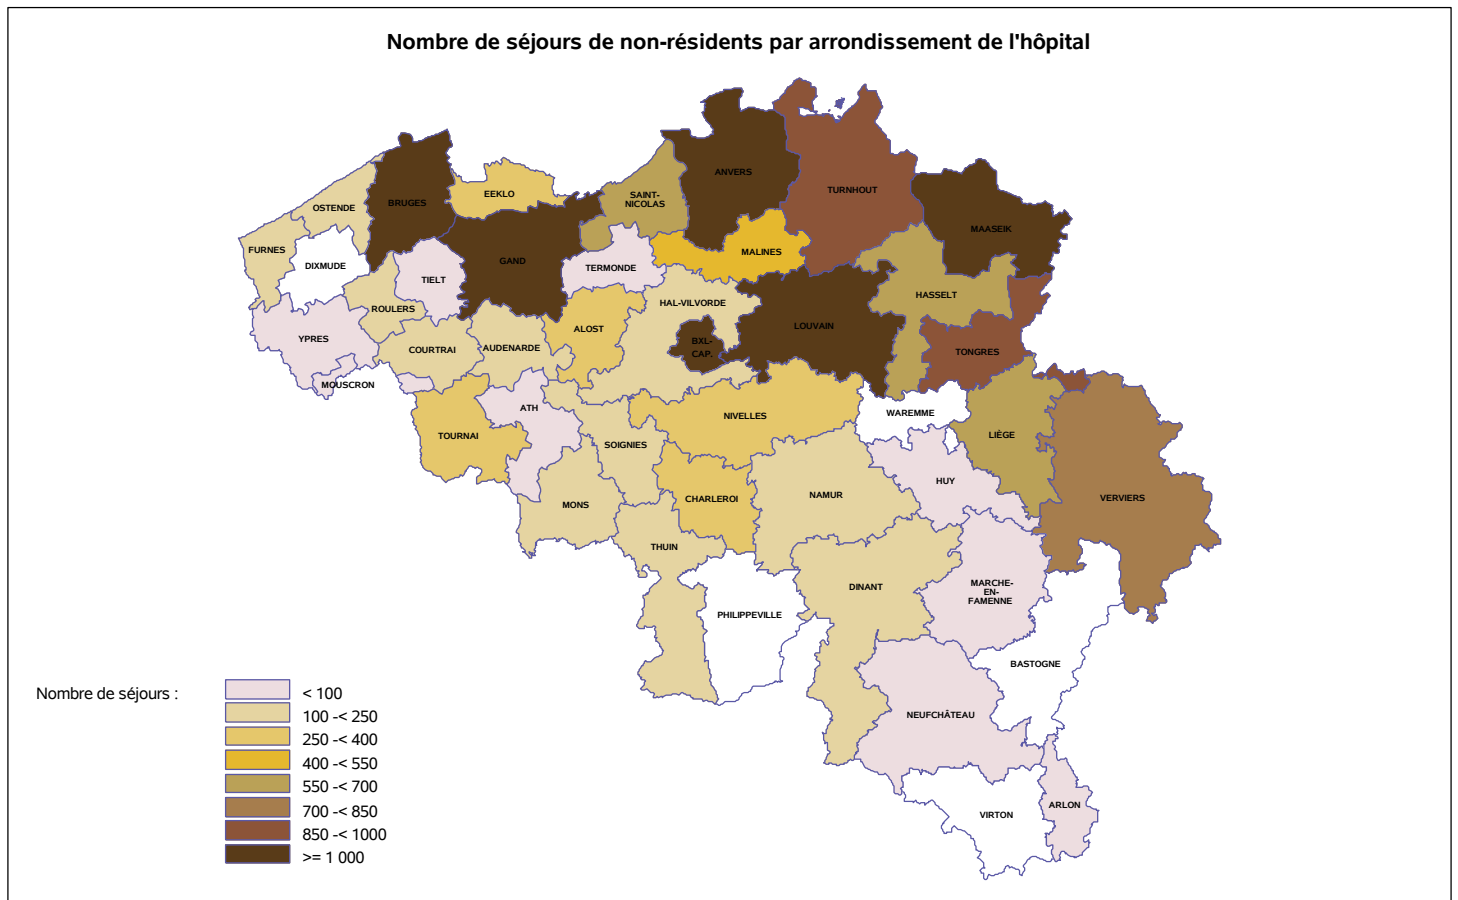 Nombre de séjours de non-résidents par arrondissement de l'hôpital
ANVERS
TURNHOUT
EEKLO
SAINT-
NICOLAS
BRUGES
OSTENDE
MAASEIK
FURNES
MALINES
GAND
DIXMUDE
TERMONDE
TIELT
HASSELT
HAL-VILVORDE
ROULERS
LOUVAIN
ALOST
YPRES
BXL-
CAP.
COURTRAI
AUDENARDE
TONGRES
MOUSCRON
ATH
WAREMME
NIVELLES
TOURNAI
LIÈGE
SOIGNIES
HUY
NAMUR
CHARLEROI
VERVIERS
MONS
THUIN
MARCHE-
EN-
FAMENNE
DINANT
PHILIPPEVILLE
BASTOGNE
NEUFCHÂTEAU
ARLON
VIRTON
Nombre de séjours :
< 100
100 -< 250
250 -< 400
400 -< 550
550 -< 700
700 -< 850
850 -< 1000
>= 1 000